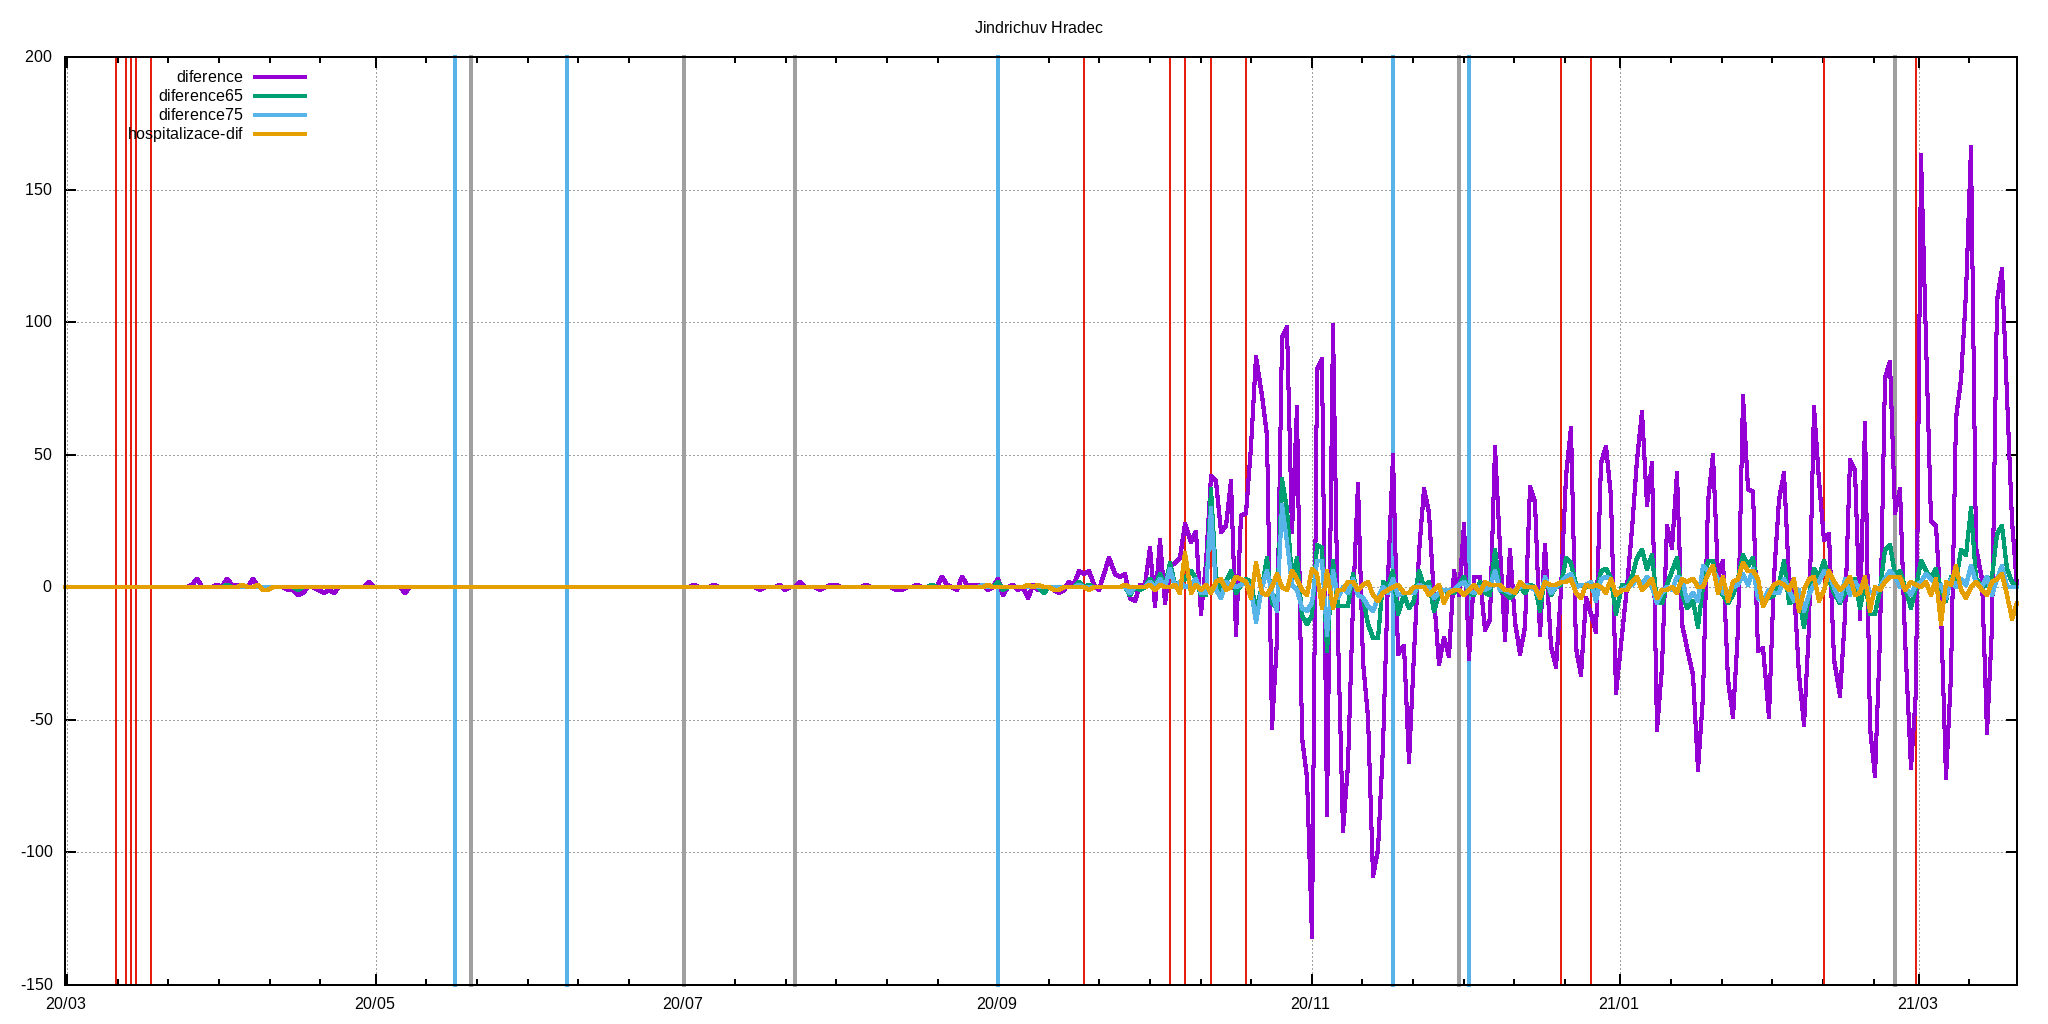 Jindrichuv Hradec
200
150
100
50
0
-50
-100
-150
diference
diference65
diference75
hospitalizace-dif
20/03 20/05 20/07 20/09 20/11 21/01 21/03